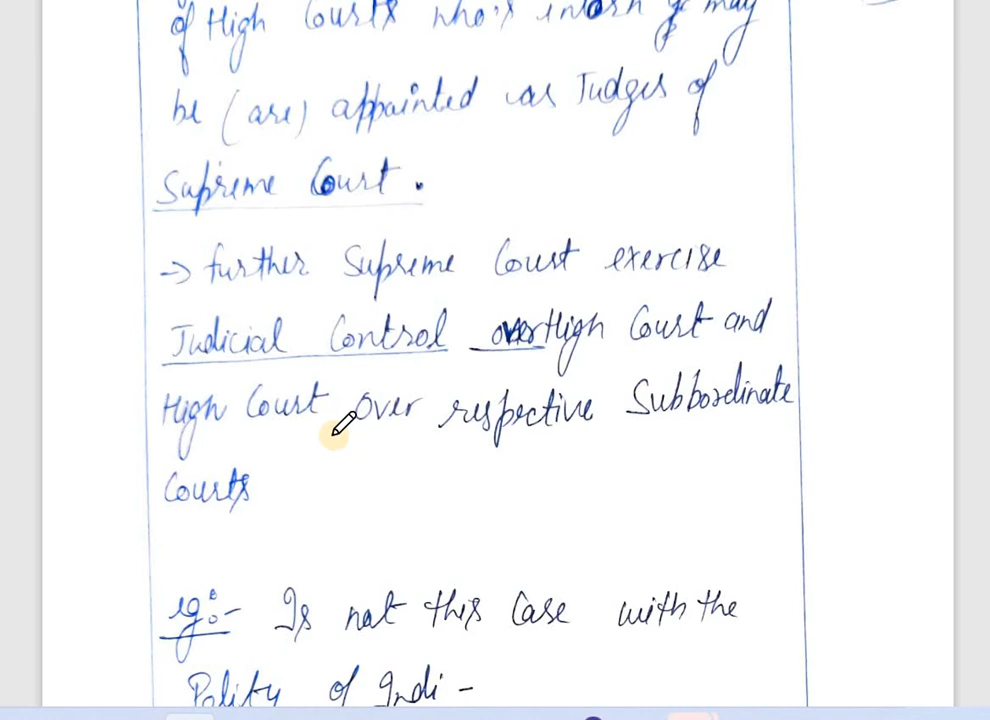 of High Courts who's inturn may
be (are) appointed as Judges of
Supreme Court.
→ further Supreme Court exercise
Judicial Control over High Court and
High Court over respective Subbordinate
Courts
eg:- Is not this Case with the
Polity of Indi -